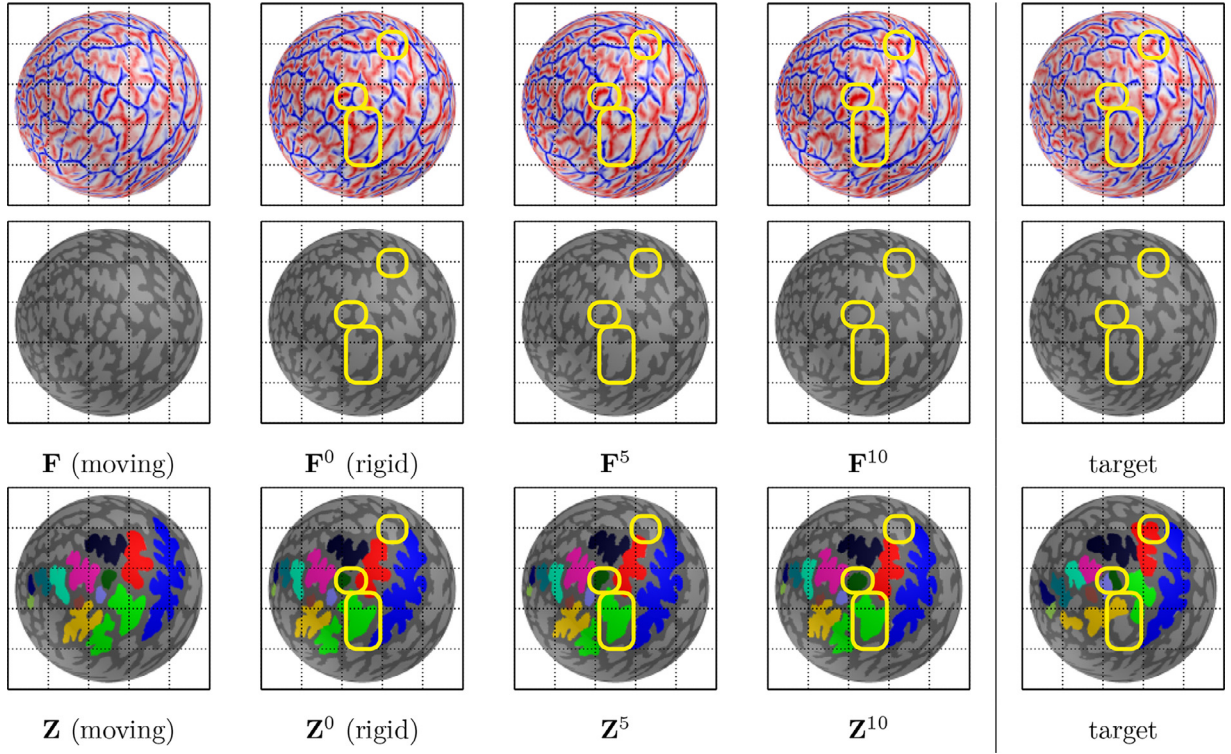 F (moving) F⁰ (rigid) F⁵ F¹⁰ target
Z (moving) Z⁰ (rigid) Z⁵ Z¹⁰ target